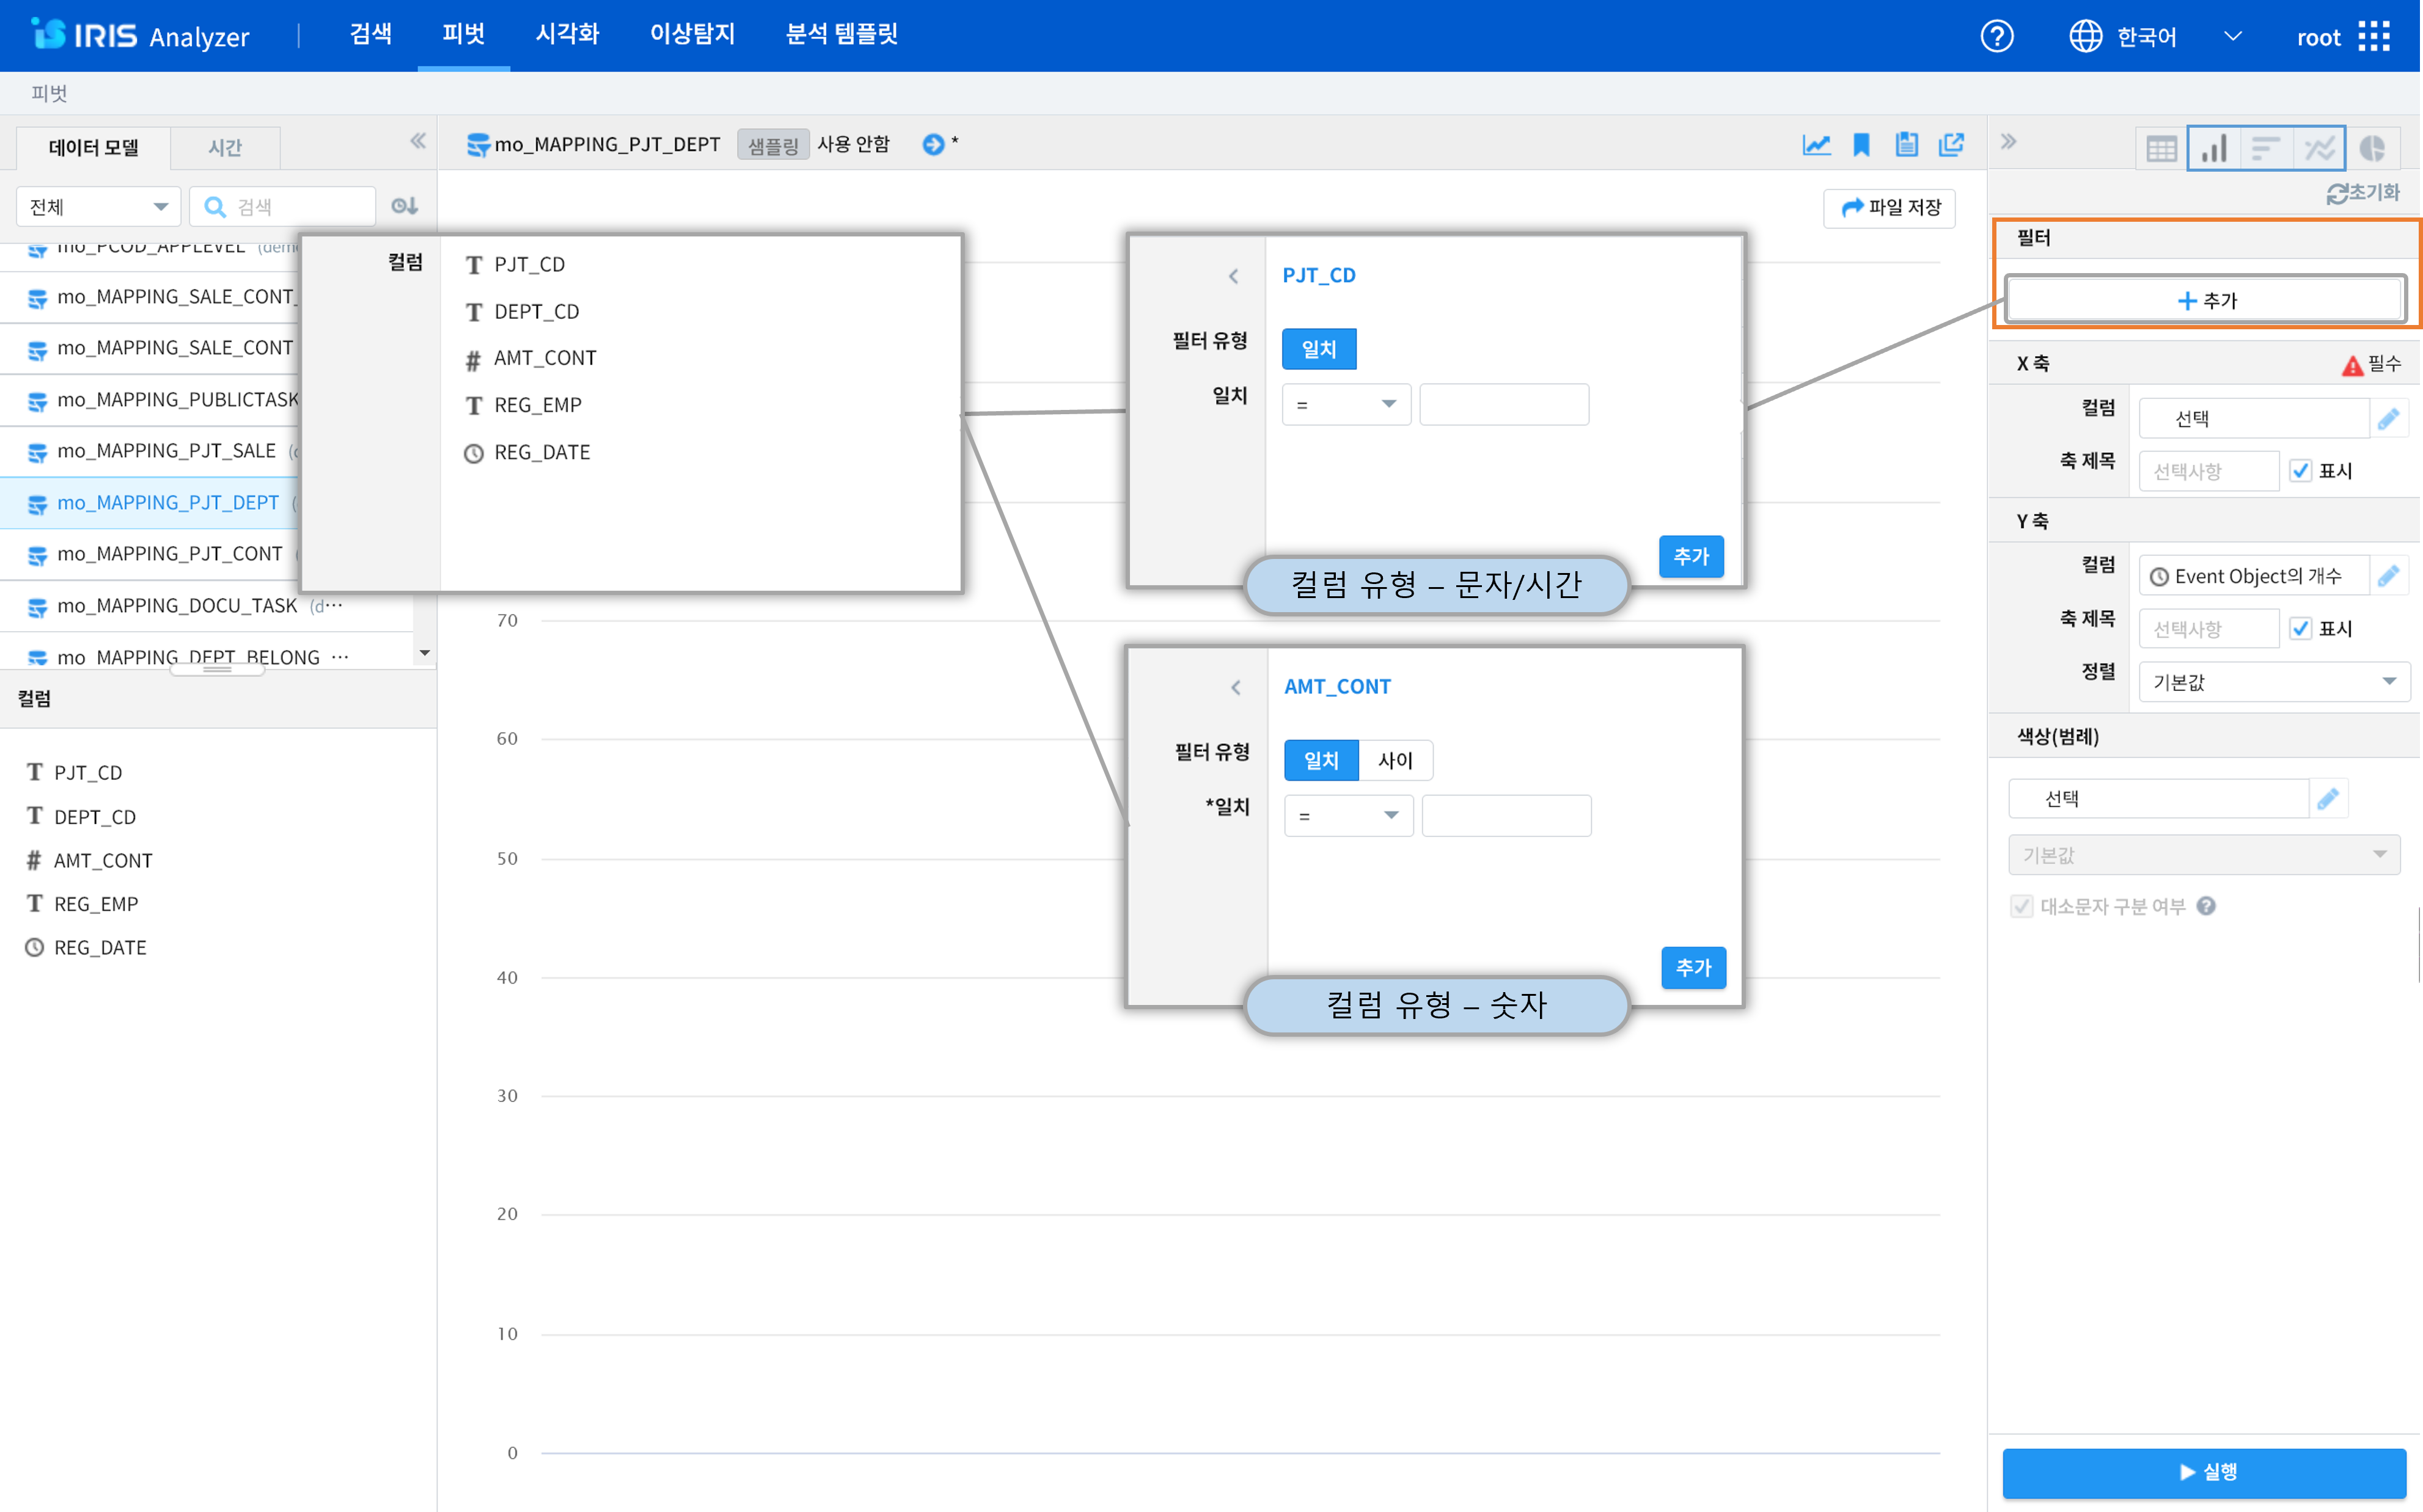 IRIS Analyzer
검색
피벗
시각화
이상탐지
분석 템플릿
한국어
root
피벗
데이터 모델
시간
전체
검색
mo_PCOD_APPLEVEL (dem
mo_MAPPING_SALE_CONT_
mo_MAPPING_SALE_CONT
mo_MAPPING_PUBLICTASK
mo_MAPPING_PJT_SALE
mo_MAPPING_PJT_DEPT (
mo_MAPPING_PJT_CONT
mo_MAPPING_DOCU_TASK (d···
mo_MAPPING_DEPT_BELONG ···
컬럼
PJT_CD
DEPT_CD
# AMT_CONT
REG_EMP
REG_DATE
mo_MAPPING_PJT_DEPT
샘플링
사용 안함
*
파일 저장
컬럼
PJT_CD
DEPT_CD
# AMT_CONT
REG_EMP
REG_DATE
PJT_CD
필터 유형
일치
일치
=
추가
컬럼 유형 – 문자/시간
AMT_CONT
필터 유형
일치
사이
*일치
=
추가
컬럼 유형 – 숫자
70
60
50
40
30
20
10
0
초기화
필터
+ 추가
X 축
필수
컬럼
선택
축 제목
선택사항
표시
Y 축
컬럼
Event Object의 개수
축 제목
선택사항
표시
정렬
기본값
색상(범례)
선택
기본값
대소문자 구분 여부
실행